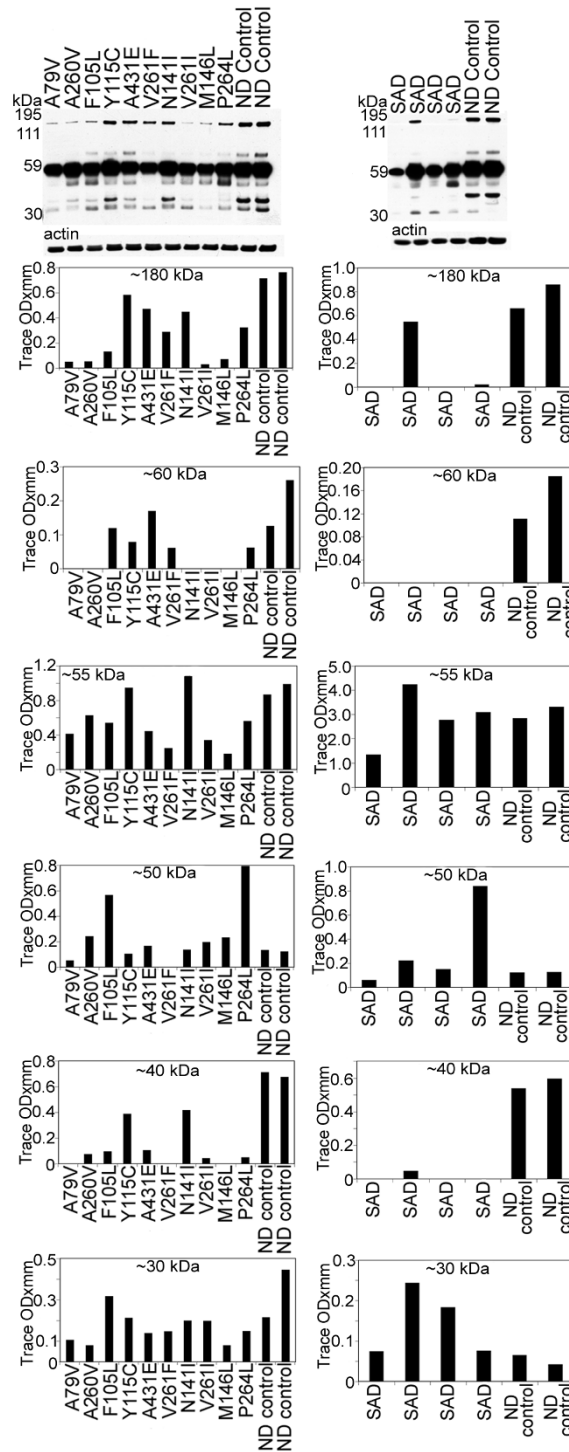 A79V A260V F105L Y115C A431E V261F N141I V261I M146L P264L ND Control ND Control
SAD SAD SAD SAD ND Control ND Control
kDa
195
111
59
30
actin
kDa
195
111
59
30
actin
~180 kDa
Trace ODxmm
0.8
0.6
0.4
0.2
0
A79V A260V F105L Y115C A431E V261F N141I V261I M146L P264L ND control ND control
~180 kDa
Trace ODxmm
1.0
0.8
0.6
0.4
0.2
0
SAD SAD SAD SAD ND control ND control
~60 kDa
Trace ODxmm
0.3
0.2
0.1
0
A79V A260V F105L Y115C A431E V261F N141I V261I M146L P264L ND control ND control
~60 kDa
Trace ODxmm
0.20
0.16
0.12
0.08
0.04
0
SAD SAD SAD SAD ND control ND control
~55 kDa
Trace ODxmm
1.2
0.8
0.4
0
A79V A260V F105L Y115C A431E V261F N141I V261I M146L P264L ND control ND control
~55 kDa
Trace ODxmm
5.0
4.0
3.0
2.0
1.0
0
SAD SAD SAD SAD ND control ND control
~50 kDa
Trace ODxmm
0.8
0.6
0.4
0.2
0
A79V A260V F105L Y115C A431E V261F N141I V261I M146L P264L ND control ND control
~50 kDa
Trace ODxmm
1.0
0.8
0.6
0.4
0.2
0
SAD SAD SAD SAD ND control ND control
~40 kDa
Trace ODxmm
0.8
0.6
0.4
0.2
0
A79V A260V F105L Y115C A431E V261F N141I V261I M146L P264L ND control ND control
~40 kDa
Trace ODxmm
0.6
0.4
0.2
0
SAD SAD SAD SAD ND control ND control
~30 kDa
Trace ODxmm
0.5
0.3
0.1
0
A79V A260V F105L Y115C A431E V261F N141I V261I M146L P264L ND control ND control
~30 kDa
Trace ODxmm
0.3
0.2
0.1
0
SAD SAD SAD SAD ND control ND control